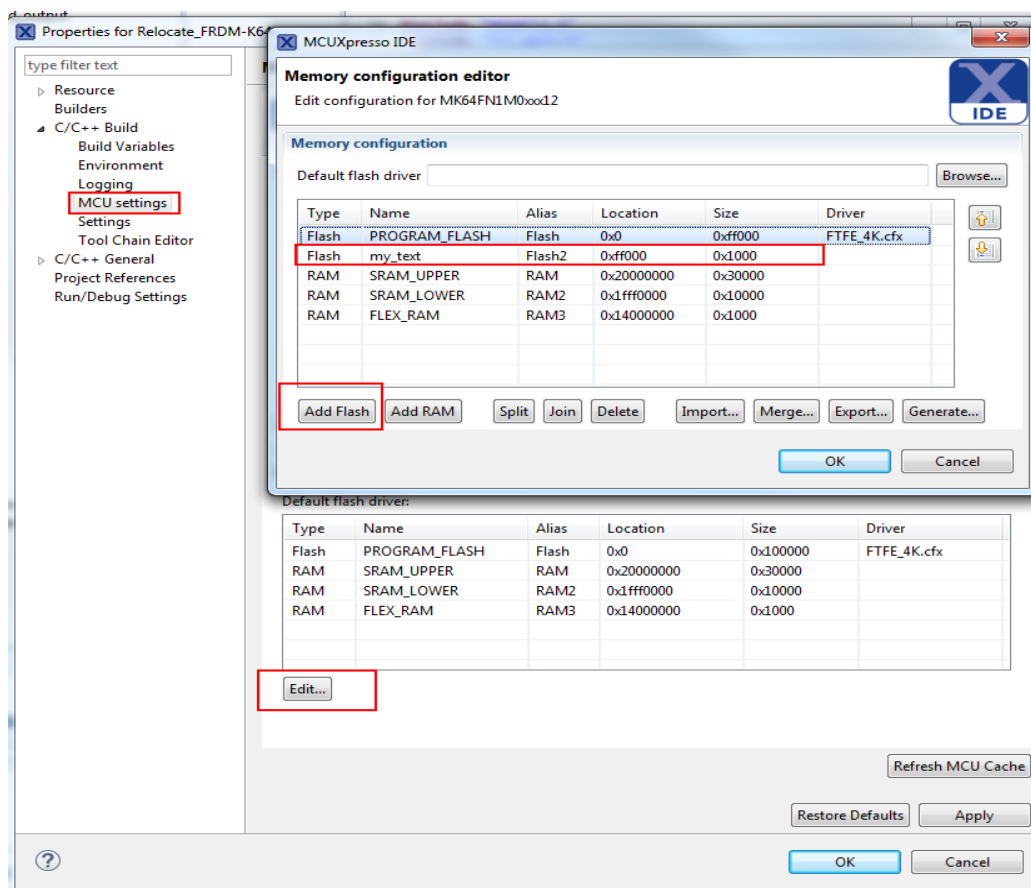 Properties for Relocate_FRDM-K64
type filter text
Resource
Builders
C/C++ Build
Build Variables
Environment
Logging
MCU settings
Settings
Tool Chain Editor
C/C++ General
Project References
Run/Debug Settings
MCUXpresso IDE
Memory configuration editor
Edit configuration for MK64FN1M0xxx12
IDE
Memory configuration
Default flash driver Browse...
Type Name Alias Location Size Driver
Flash PROGRAM_FLASH Flash 0x0 0xff000 FTFE_4K.cfx
Flash my_text Flash2 0xff000 0x1000
RAM SRAM_UPPER RAM 0x20000000 0x30000
RAM SRAM_LOWER RAM2 0x1fff0000 0x10000
RAM FLEX_RAM RAM3 0x14000000 0x1000
Add Flash Add RAM Split Join Delete Import... Merge... Export... Generate...
OK Cancel
Default flash driver:
Type Name Alias Location Size Driver
Flash PROGRAM_FLASH Flash 0x0 0x100000 FTFE_4K.cfx
RAM SRAM_UPPER RAM 0x20000000 0x30000
RAM SRAM_LOWER RAM2 0x1fff0000 0x10000
RAM FLEX_RAM RAM3 0x14000000 0x1000
Edit...
Refresh MCU Cache
Restore Defaults Apply
OK Cancel